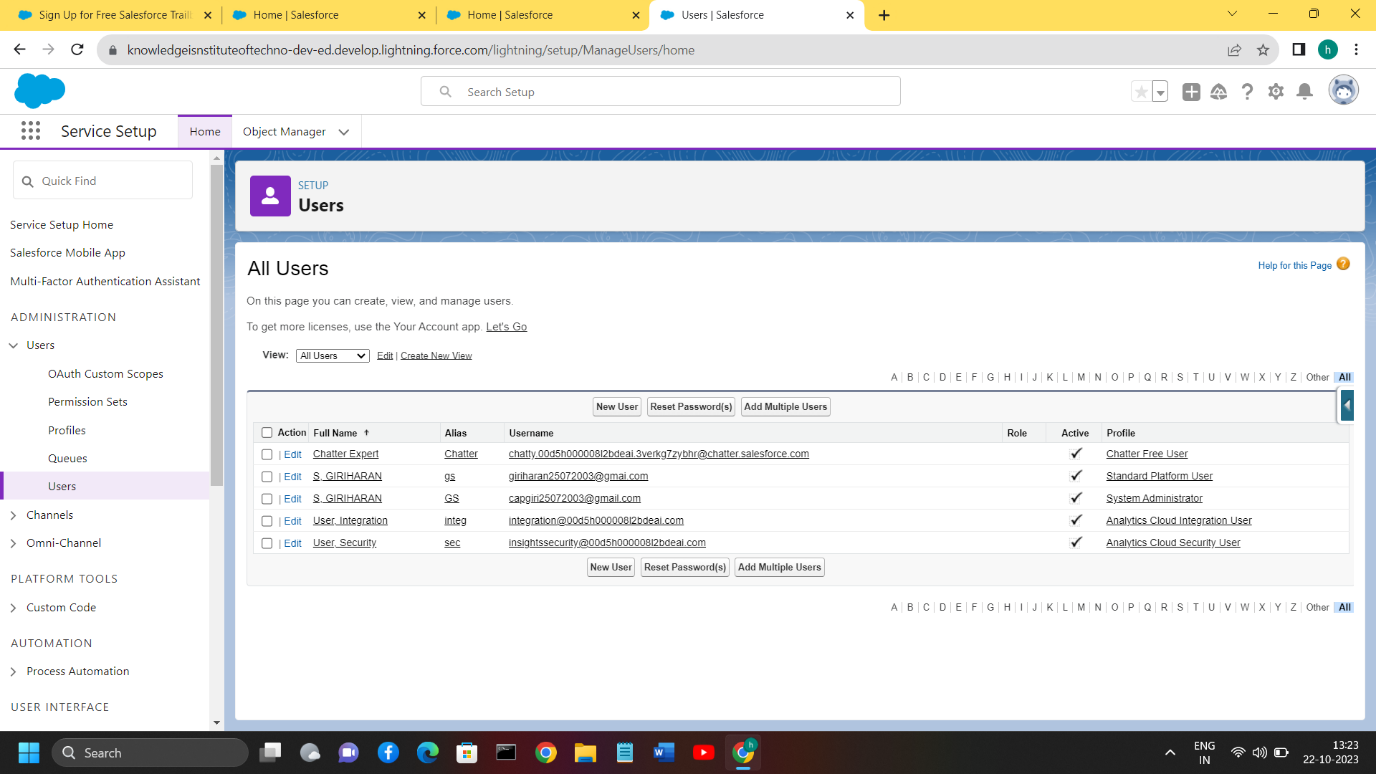 Sign Up for Free Salesforce Traill
Home | Salesforce
Home | Salesforce
Users | Salesforce
knowledgeisnstituteoftechno-dev-ed.develop.lightning.force.com/lightning/setup/ManageUsers/home
h
Search Setup
Service Setup
Home
Object Manager
Quick Find
Service Setup Home
Salesforce Mobile App
Multi-Factor Authentication Assistant
ADMINISTRATION
Users
OAuth Custom Scopes
Permission Sets
Profiles
Queues
Users
Channels
Omni-Channel
PLATFORM TOOLS
Custom Code
AUTOMATION
Process Automation
USER INTERFACE
SETUP
Users
All Users
Help for this Page
On this page you can create, view, and manage users.
To get more licenses, use the Your Account app. Let's Go
View: All Users Edit | Create New View
A | B | C | D | E | F | G | H | I | J | K | L | M | N | O | P | Q | R | S | T | U | V | W | X | Y | Z | Other All
New User Reset Password(s) Add Multiple Users
Action Full Name ↑ Alias Username Role Active Profile
| Edit Chatter Expert Chatter chatty.00d5h000008l2bdeai.3verkg7zybhr@chatter.salesforce.com Chatter Free User
| Edit S, GIRIHARAN gs giriharan25072003@gmai.com Standard Platform User
| Edit S, GIRIHARAN GS capgiri25072003@gmail.com System Administrator
| Edit User, Integration integ integration@00d5h000008l2bdeai.com Analytics Cloud Integration User
| Edit User, Security sec insightssecurity@00d5h000008l2bdeai.com Analytics Cloud Security User
New User Reset Password(s) Add Multiple Users
A | B | C | D | E | F | G | H | I | J | K | L | M | N | O | P | Q | R | S | T | U | V | W | X | Y | Z | Other All
Search
ENG
IN
13:23
22-10-2023